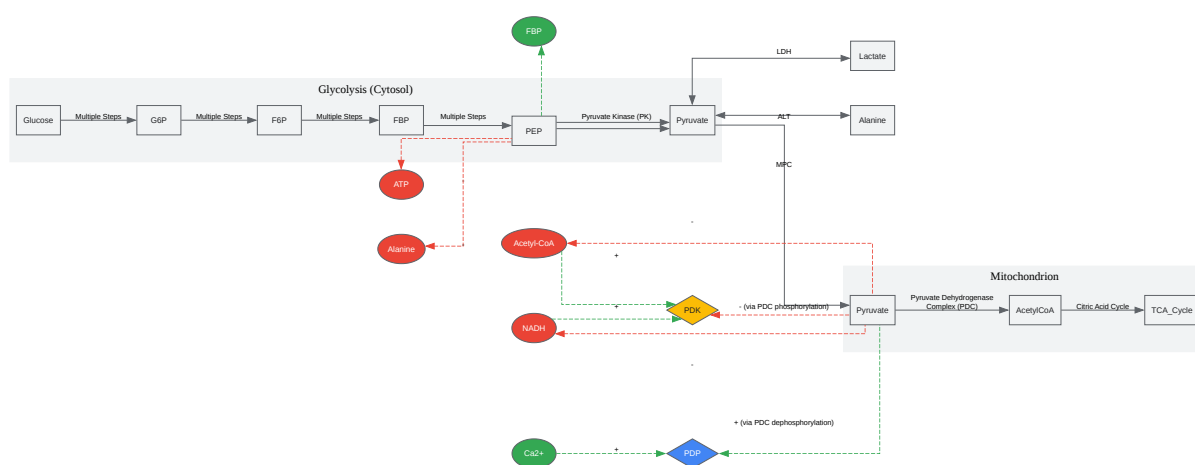 FBP
LDH
Lactate
Glycolysis (Cytosol)
Glucose
Multiple Steps
G6P
Multiple Steps
F6P
Multiple Steps
FBP
Multiple Steps
PEP
Pyruvate Kinase (PK)
Pyruvate
ALT
Alanine
MPC
ATP
-
Alanine
Acetyl-CoA
+
Mitochondrion
+
PDK
- (via PDC phosphorylation)
Pyruvate
Pyruvate Dehydrogenase
Complex (PDC)
AcetylCoA
Citric Acid Cycle
TCA_Cycle
NADH
-
+ (via PDC dephosphorylation)
Ca2+
+
PDP